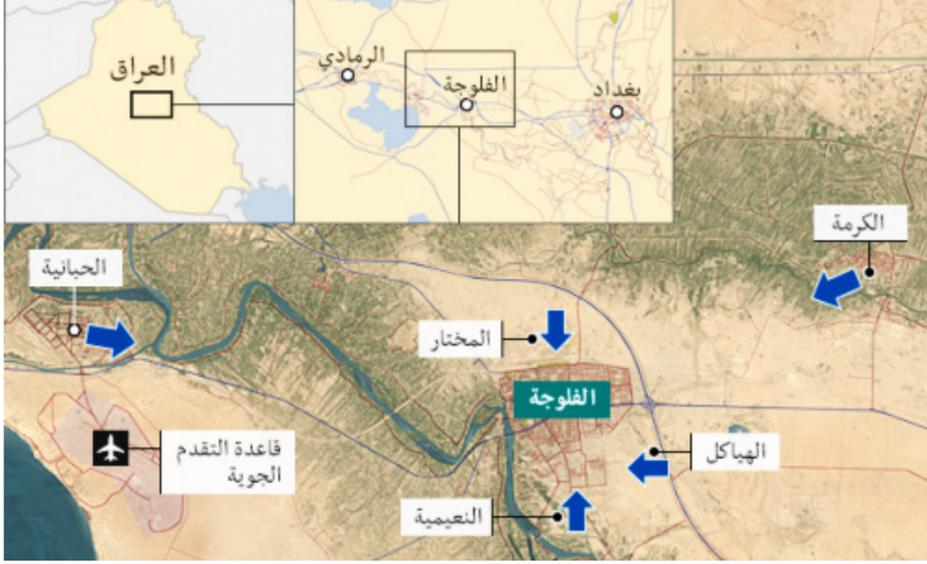 العراق
الرمادي
الفلوجة
بغداد
الكرمة
الحبانية
المختار
الفلوجة
الهياكل
قاعدة التقدم
الجوية
النعيمية